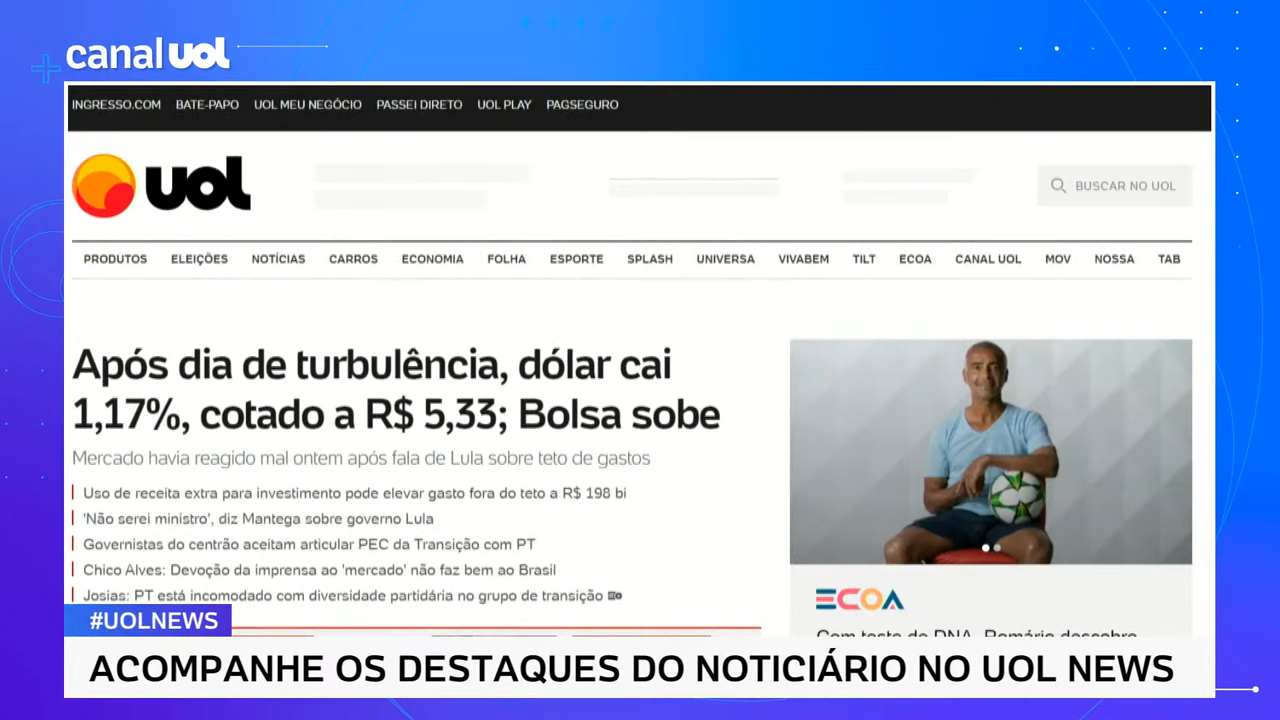 canal uol
INGRESSO.COM BATE-PAPO UOL MEU NEGÓCIO PASSEI DIRETO UOL PLAY PAGSEGURO
uol
BUSCAR NO UOL
PRODUTOS ELEIÇÕES NOTÍCIAS CARROS ECONOMIA FOLHA ESPORTE SPLASH UNIVERSA VIVABEM TILT ECOA CANAL UOL MOV NOSSA TAB
Após dia de turbulência, dólar cai
1,17%, cotado a R$ 5,33; Bolsa sobe
Mercado havia reagido mal ontem após fala de Lula sobre teto de gastos
Uso de receita extra para investimento pode elevar gasto fora do teto a R$ 198 bi
'Não serei ministro', diz Mantega sobre governo Lula
Governistas do centrão aceitam articular PEC da Transição com PT
Chico Alves: Devoção da imprensa ao 'mercado' não faz bem ao Brasil
Josias: PT está incomodado com diversidade partidária no grupo de transição
ECOA
Com teste de DNA, Romário descobre
#UOLNEWS
ACOMPANHE OS DESTAQUES DO NOTICIÁRIO NO UOL NEWS